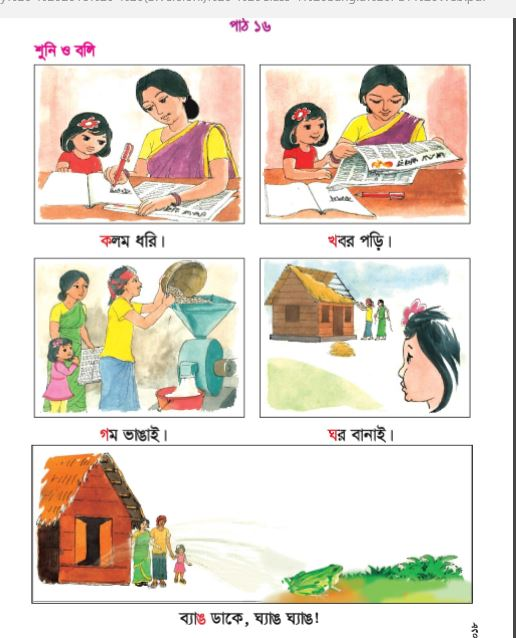 পাঠ ১৬
শুনি ও বলি
কলম ধরি।
খবর পড়ি।
গম ভাঙাই।
ঘর বানাই।
ব্যাঙ ডাকে, ঘ্যাঙ ঘ্যাঙ!